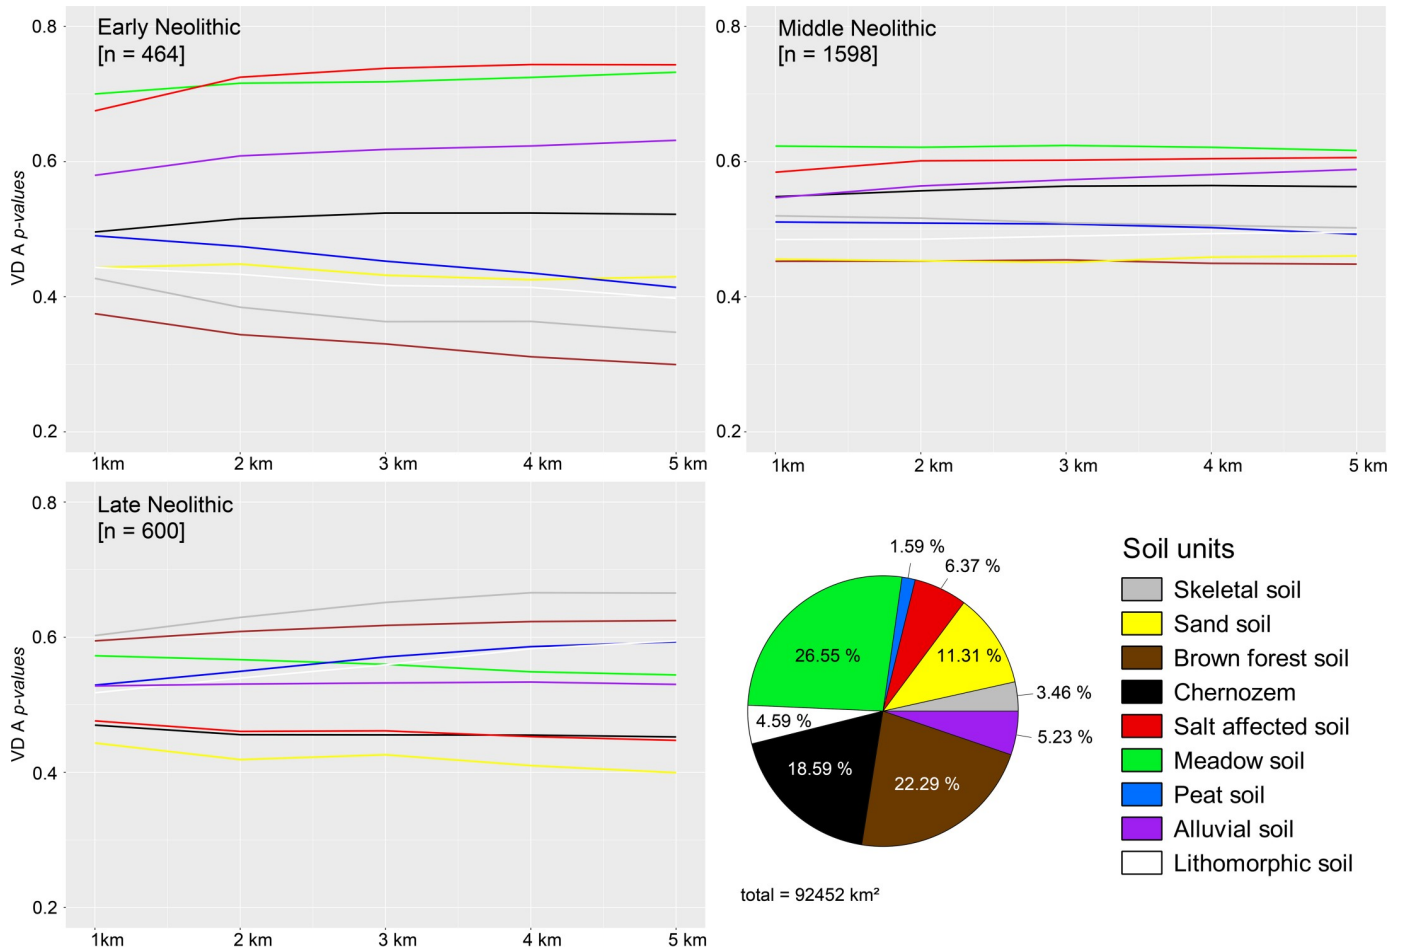 Early Neolithic
[n = 464]
0.8
0.6
0.4
0.2
VD A p-values
1km 2 km 3 km 4 km 5 km
Middle Neolithic
[n = 1598]
0.8
0.6
0.4
0.2
1km 2 km 3 km 4 km 5 km
Late Neolithic
[n = 600]
0.8
0.6
0.4
0.2
VD A p-values
1km 2 km 3 km 4 km 5 km
1.59 %
6.37 %
11.31 %
3.46 %
5.23 %
22.29 %
18.59 %
4.59 %
26.55 %
total = 92452 km²
Soil units
Skeletal soil
Sand soil
Brown forest soil
Chernozem
Salt affected soil
Meadow soil
Peat soil
Alluvial soil
Lithomorphic soil